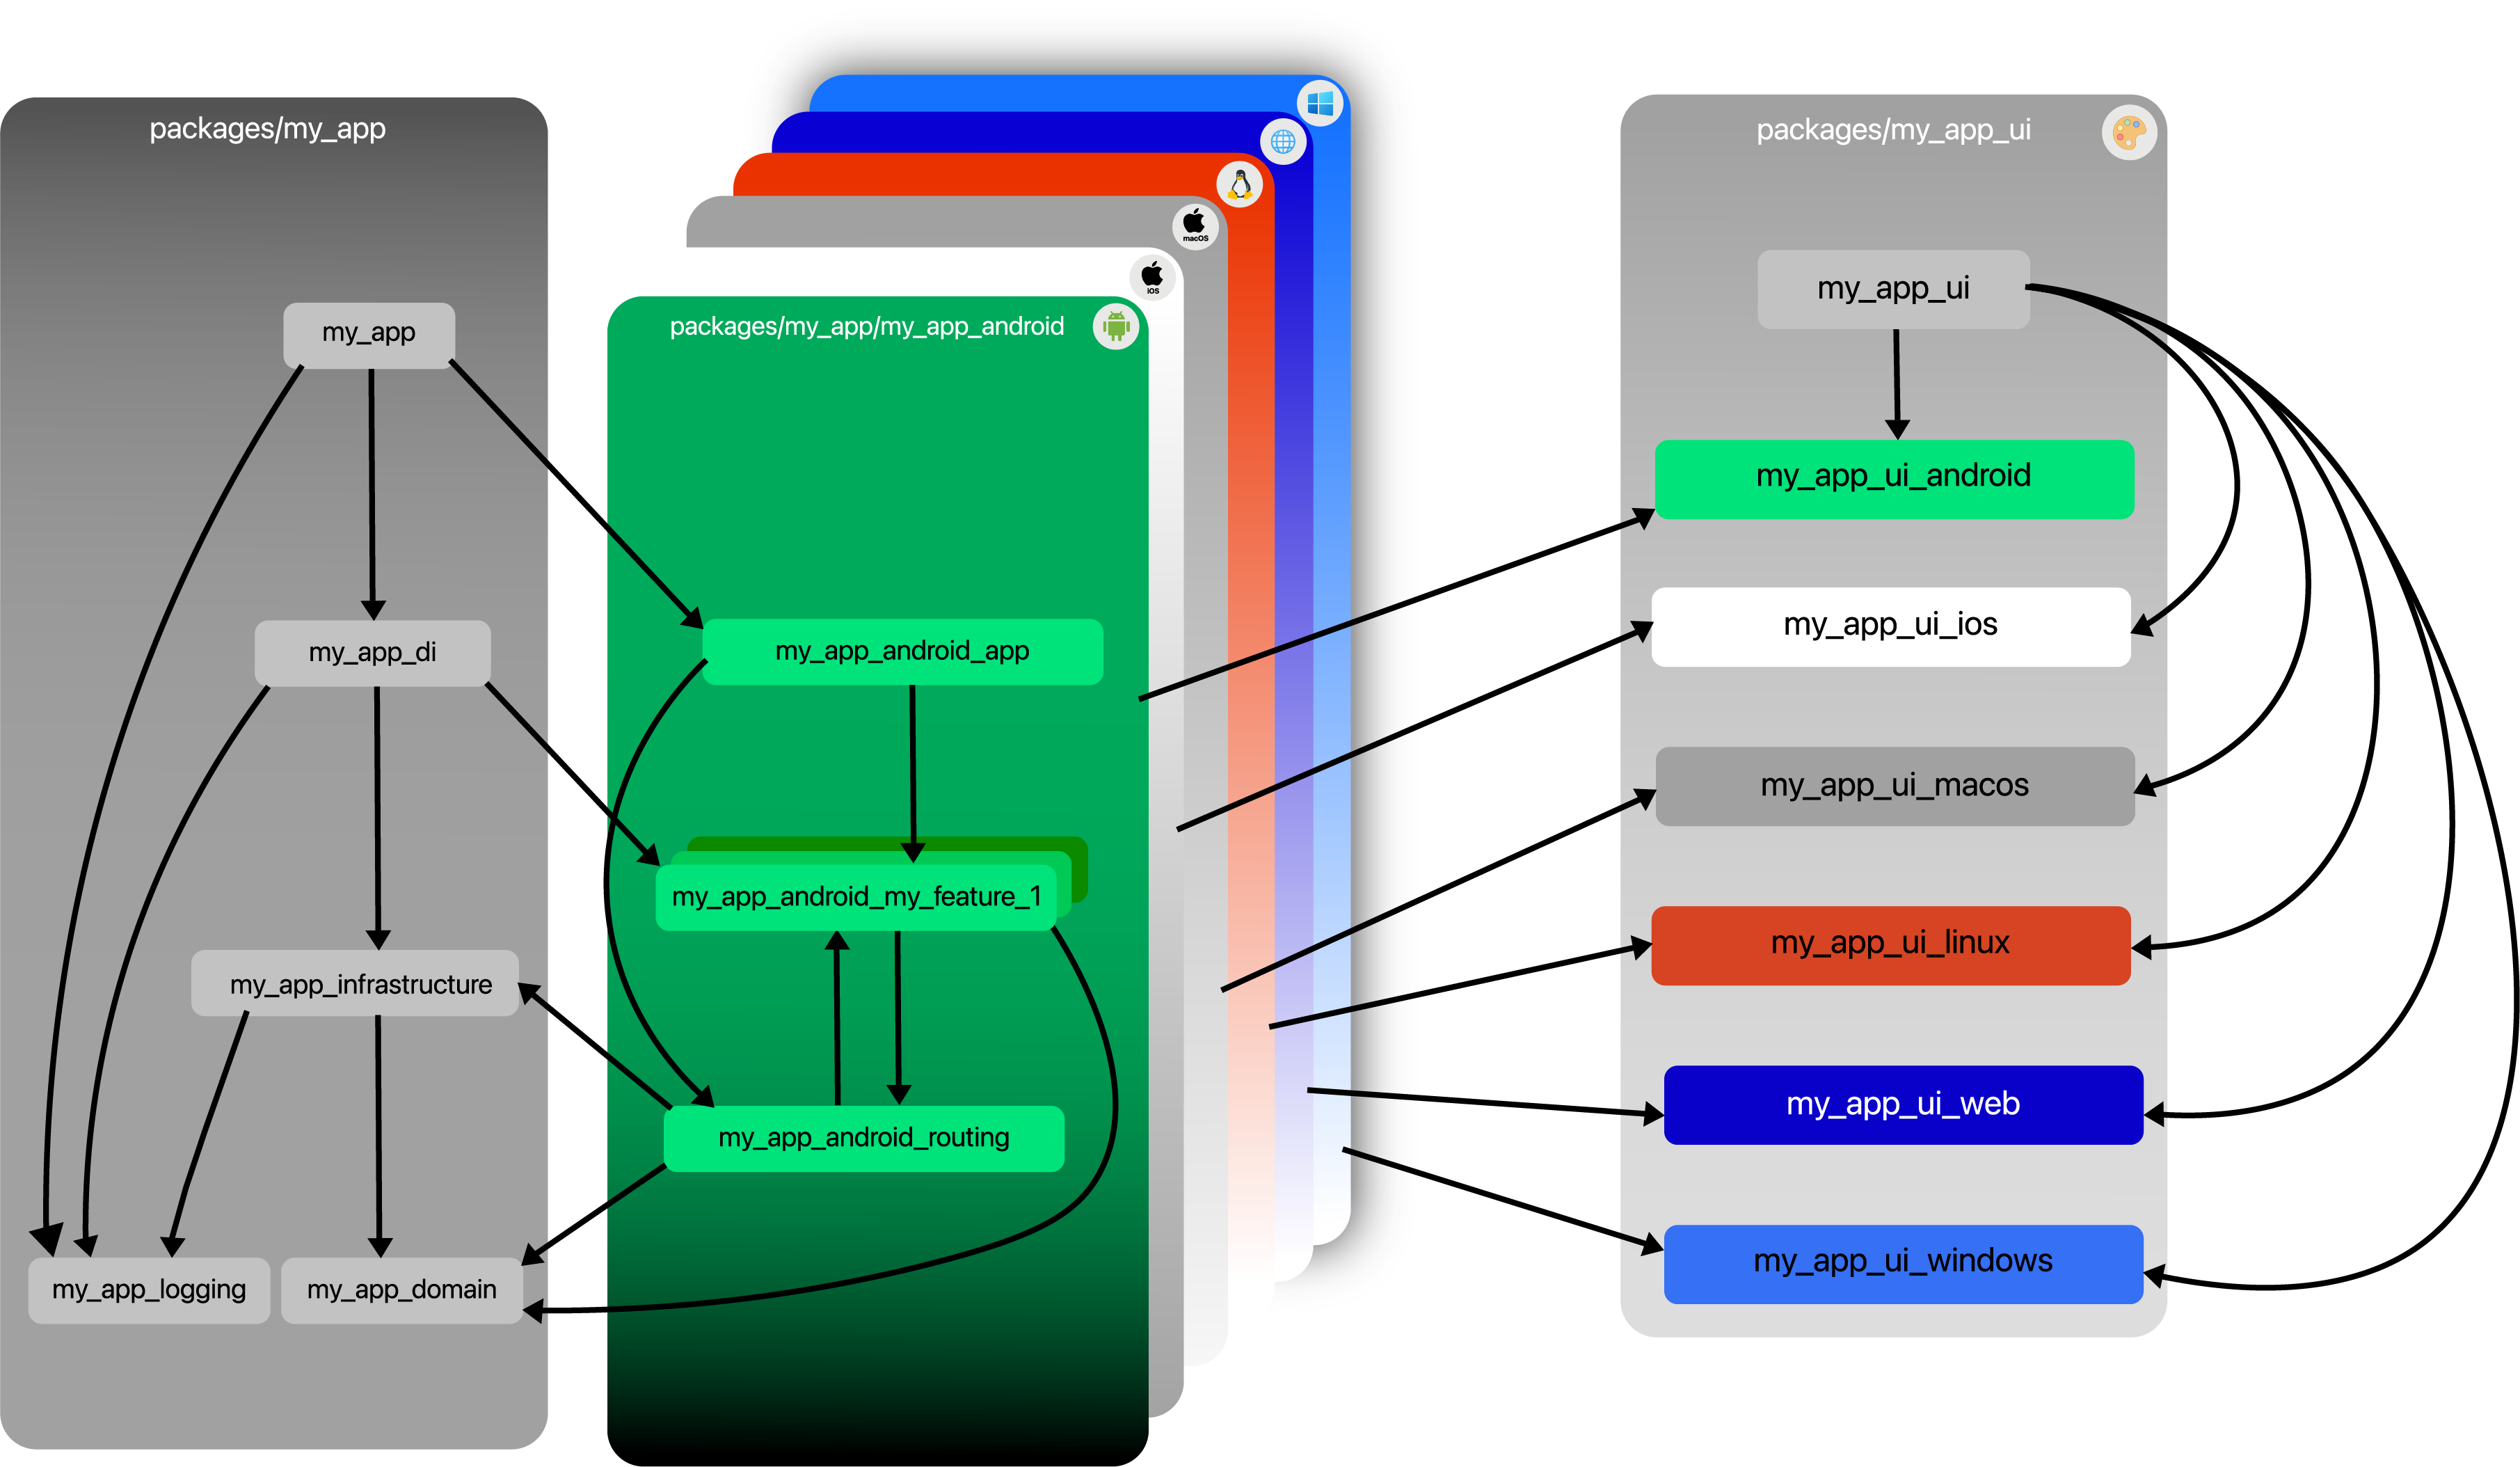 packages/my_app
my_app
my_app_di
my_app_infrastructure
my_app_logging
my_app_domain
macOS
iOS
packages/my_app/my_app_android
my_app_android_app
my_app_android_my_feature_1
my_app_android_routing
packages/my_app_ui
my_app_ui
my_app_ui_android
my_app_ui_ios
my_app_ui_macos
my_app_ui_linux
my_app_ui_web
my_app_ui_windows